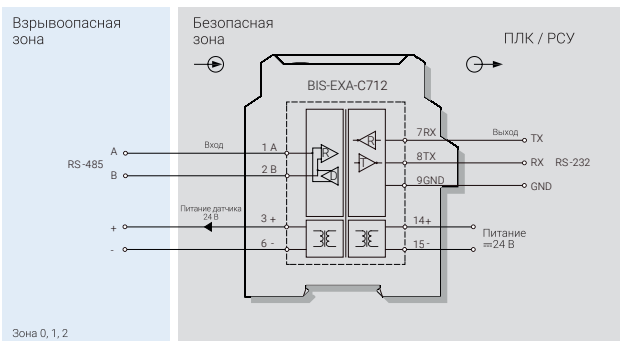 Взрывоопасная
зона
Безопасная
зона
ПЛК / РСУ
BIS-EXA-C712
A
B
RS-485
Вход
1 A
2 B
R
D
R
T
7RX
8TX
9GND
Выход
TX
RX
RS-232
GND
Питание датчика
24 В
+
-
3 +
6 -
14+
15-
Питание
⎓24 В
Зона 0, 1, 2